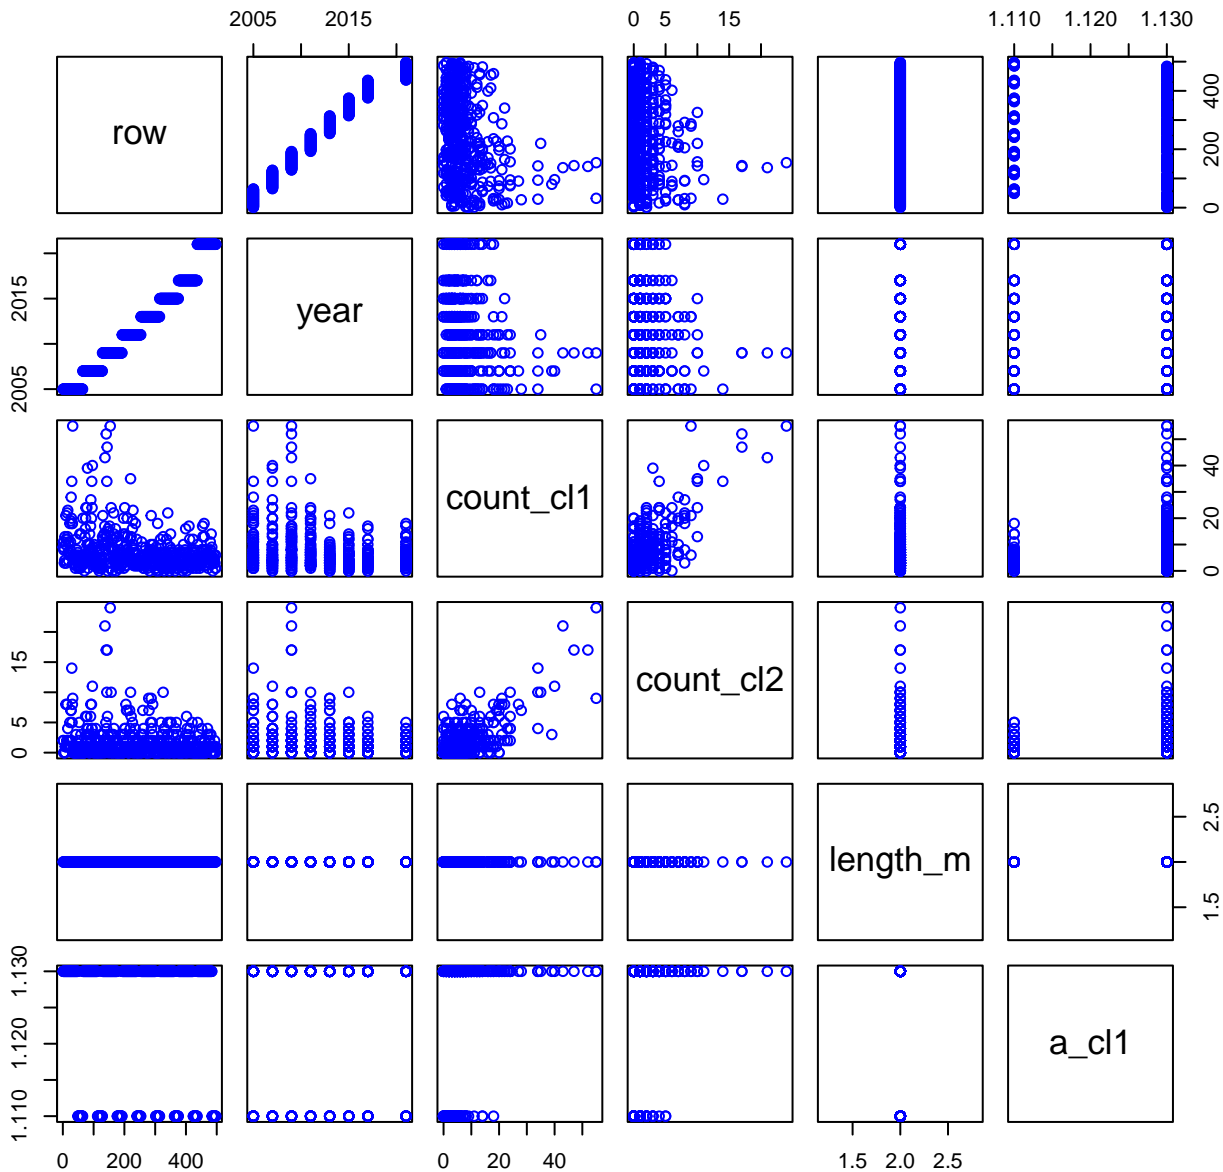 2005 2015 0 5 15 1.110 1.120 1.130
row 0 200 400
2005 2015 year
count_cl1 0 20 40
0 5 15 count_cl2
length_m 1.5 2.5
1.110 1.120 1.130 a_cl1
0 200 400 0 20 40 1.5 2.0 2.5